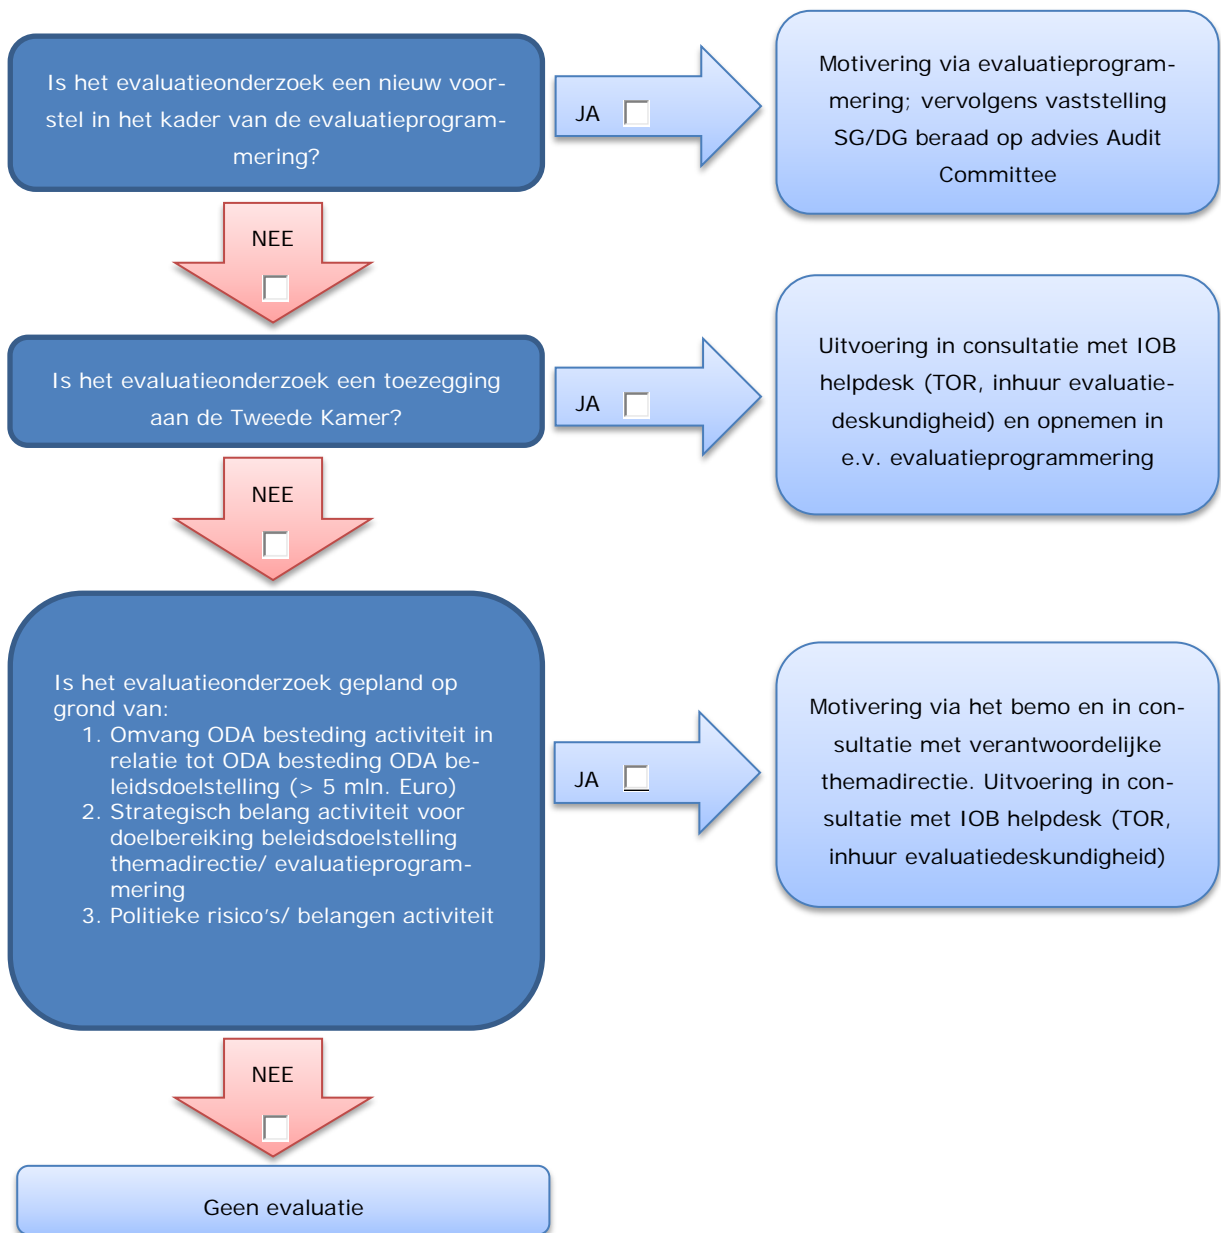 Is het evaluatieonderzoek een nieuw voor-
stel in het kader van de evaluatieprogram-
mering?
JA
Motivering via evaluatieprogram-
mering; vervolgens vaststelling
SG/DG beraad op advies Audit
Committee
NEE
Is het evaluatieonderzoek een toezegging
aan de Tweede Kamer?
JA
Uitvoering in consultatie met IOB
helpdesk (TOR, inhuur evaluatie-
deskundigheid) en opnemen in
e.v. evaluatieprogrammering
NEE
Is het evaluatieonderzoek gepland op
grond van:
1. Omvang ODA besteding activiteit in
relatie tot ODA besteding ODA be-
leidsdoelstelling (> 5 mln. Euro)
2. Strategisch belang activiteit voor
doelbereiking beleidsdoelstelling
themadirectie/ evaluatieprogram-
mering
3. Politieke risico's/ belangen activiteit
JA
Motivering via het bemo en in con-
sultatie met verantwoordelijke
themadirectie. Uitvoering in con-
sultatie met IOB helpdesk (TOR,
inhuur evaluatiedeskundigheid)
NEE
Geen evaluatie